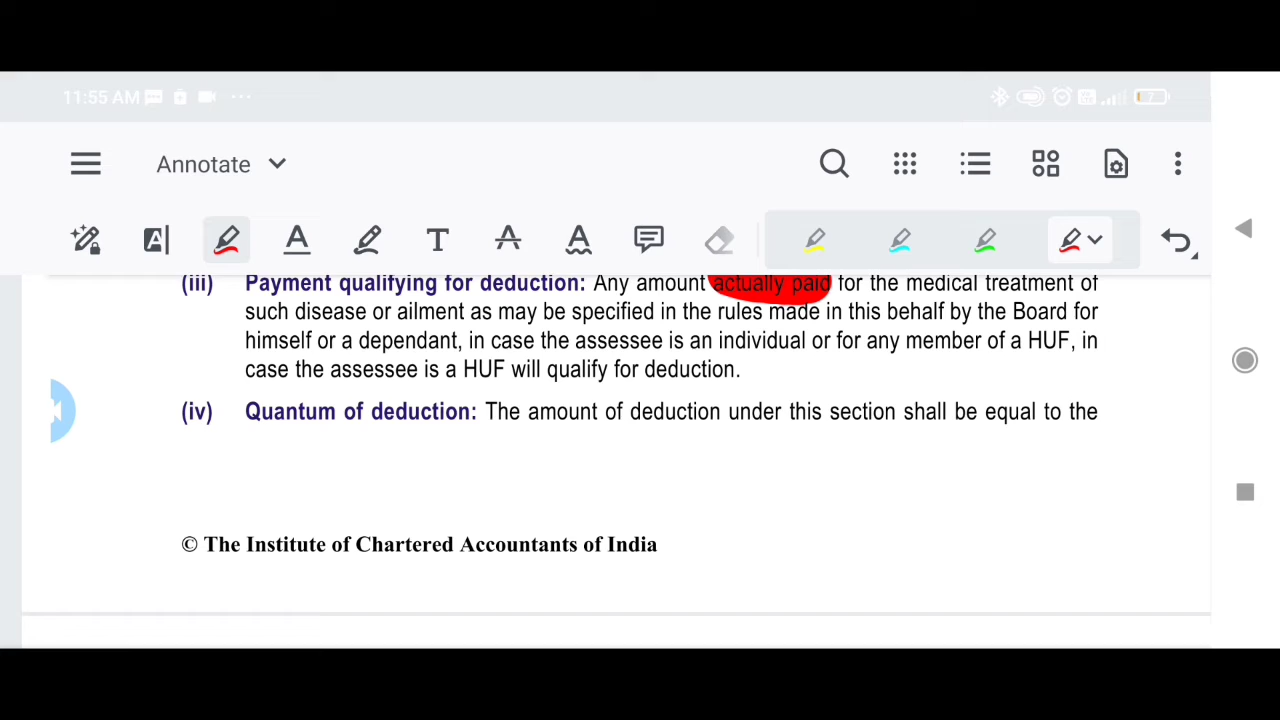 11:55 AM
Annotate
(iii) Payment qualifying for deduction: Any amount actually paid for the medical treatment of
such disease or ailment as may be specified in the rules made in this behalf by the Board for
himself or a dependant, in case the assessee is an individual or for any member of a HUF, in
case the assessee is a HUF will qualify for deduction.
(iv) Quantum of deduction: The amount of deduction under this section shall be equal to the
© The Institute of Chartered Accountants of India